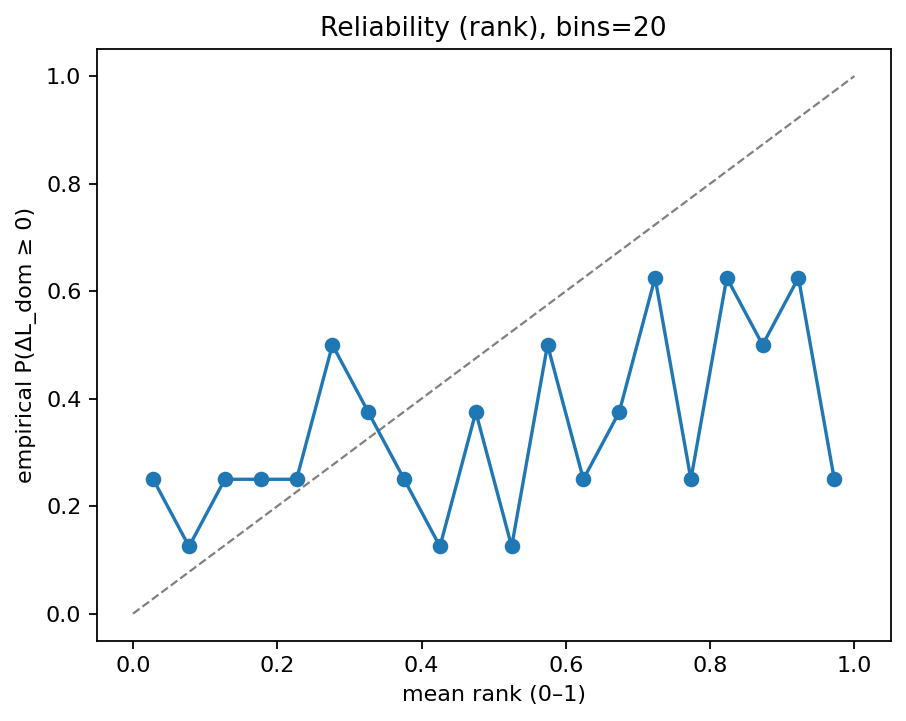 Reliability (rank), bins=20
empirical P(ΔL_dom ≥ 0)
1.0
0.8
0.6
0.4
0.2
0.0
0.0 0.2 0.4 0.6 0.8 1.0
mean rank (0–1)